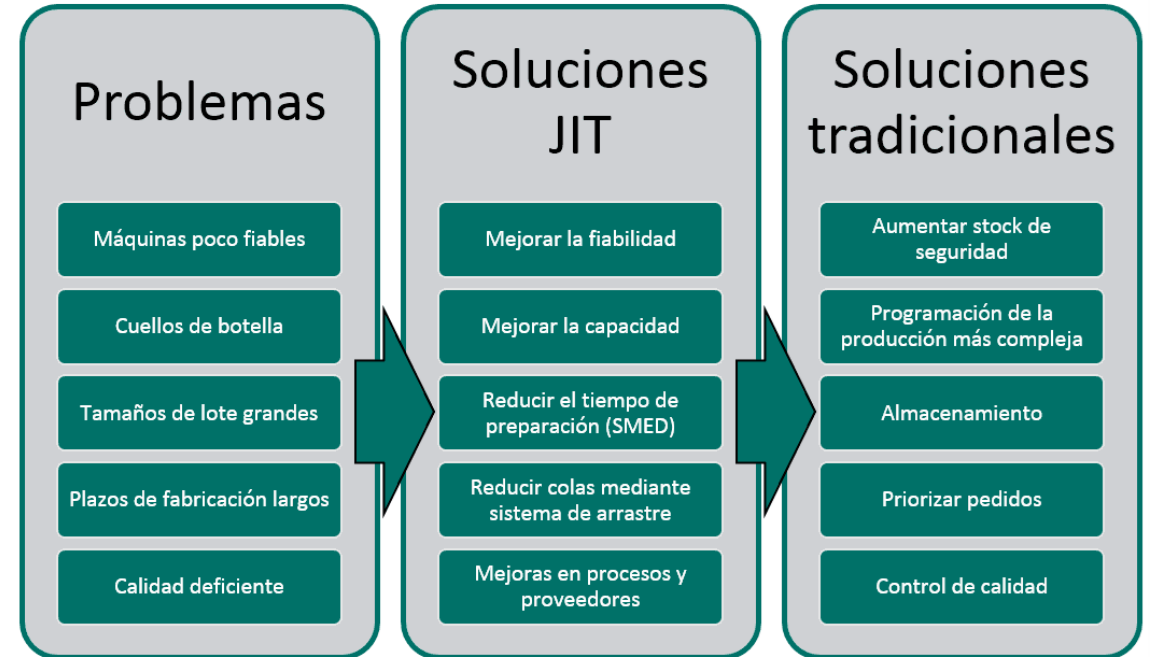 Problemas
Máquinas poco fiables
Cuellos de botella
Tamaños de lote grandes
Plazos de fabricación largos
Calidad deficiente
Soluciones
JIT
Mejorar la fiabilidad
Mejorar la capacidad
Reducir el tiempo de
preparación (SMED)
Reducir colas mediante
sistema de arrastre
Mejoras en procesos y
proveedores
Soluciones
tradicionales
Aumentar stock de
seguridad
Programación de la
producción más compleja
Almacenamiento
Priorizar pedidos
Control de calidad